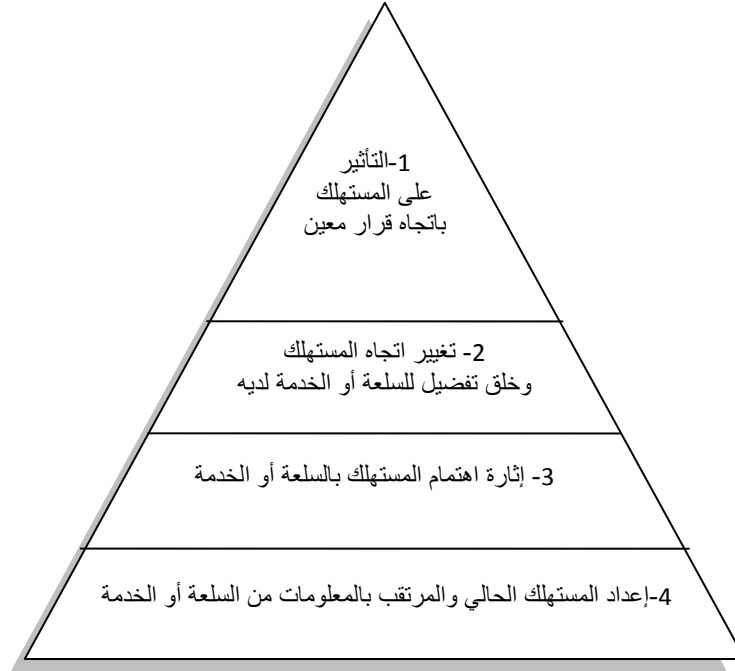 1-التأثير
على المستهلك
باتجاه قرار معين
2- تغيير اتجاه المستهلك
وخلق تفضيل للسلعة أو الخدمة لديه
3- إثارة اهتمام المستهلك بالسلعة أو الخدمة
4-إعداد المستهلك الحالي والمرتقب بالمعلومات من السلعة أو الخدمة